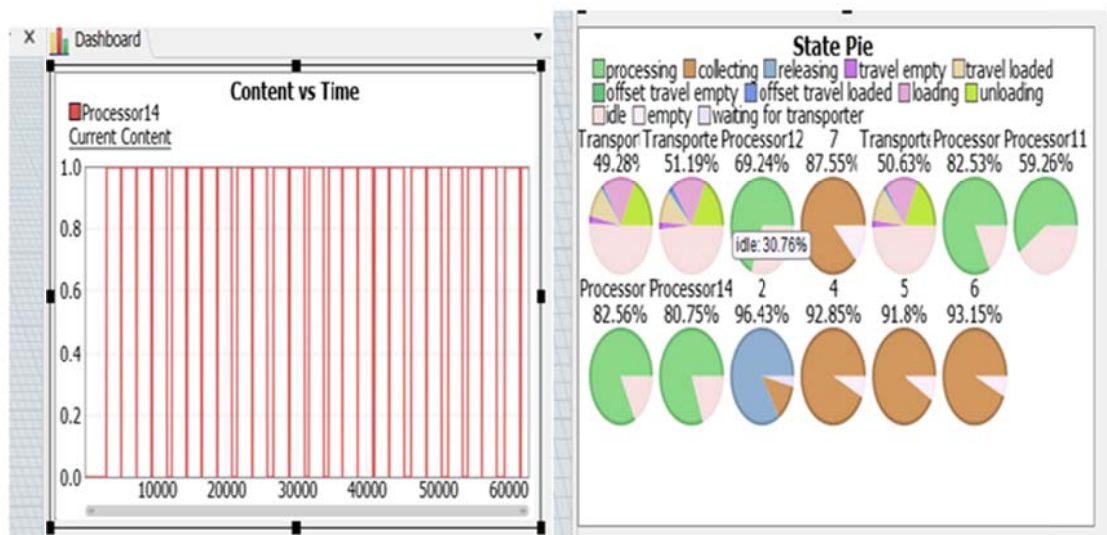 X Dashboard
Content vs Time
Processor14
Current Content
1.0
0.8
0.6
0.4
0.2
0.0
10000 20000 30000 40000 50000 60000
State Pie
processing collecting releasing travel empty travel loaded
offset travel empty offset travel loaded loading unloading
idle empty waiting for transporter
Transport Transporte Processor12 7 Transporte Processor Processor11
49.28% 51.19% 69.24% 87.55% 50.63% 82.53% 59.26%
idle: 30.76%
Processor Processor14 2 4 5 6
82.56% 80.75% 96.43% 92.85% 91.8% 93.15%